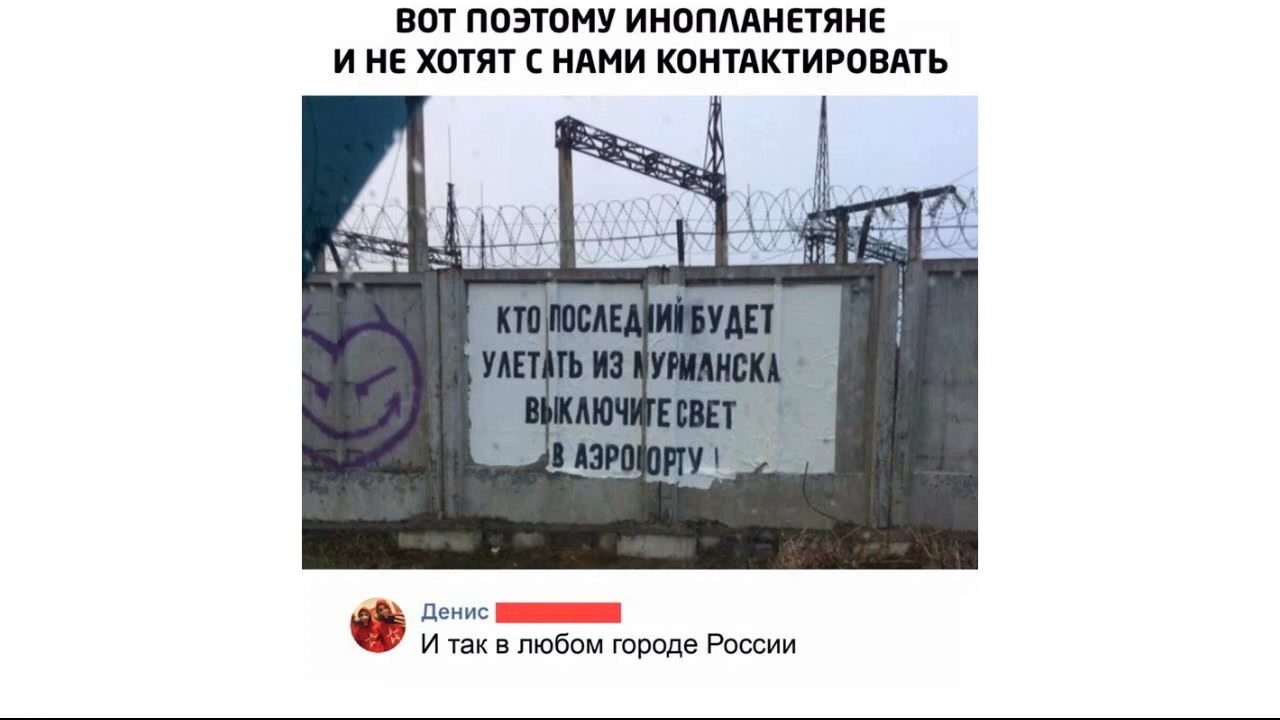 ВОТ ПОЭТОМУ ИНОПЛАНЕТЯНЕ
И НЕ ХОТЯТ С НАМИ КОНТАКТИРОВАТЬ
КТО ПОСЛЕДНИЙ БУДЕТ
УЛЕТАТЬ ИЗ МУРМАНСКА
ВЫКЛЮЧИТЕ СВЕТ
В АЭРОПОРТУ!
Денис
И так в любом городе России